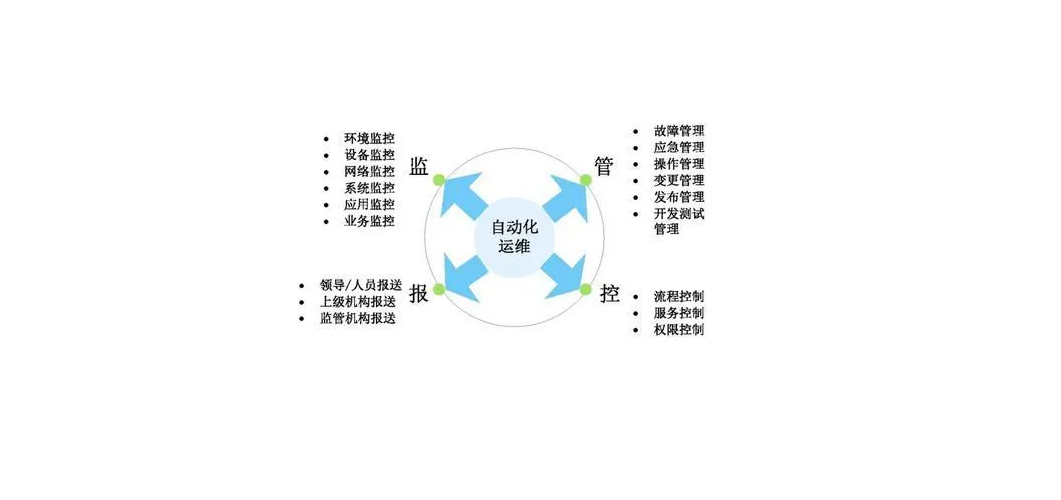 环境监控
设备监控
网络监控
系统监控
应用监控
业务监控
监
管
故障管理
应急管理
操作管理
变更管理
发布管理
开发测试
管理
自动化
运维
领导/人员报送
上级机构报送
监管机构报送
报
控
流程控制
服务控制
权限控制